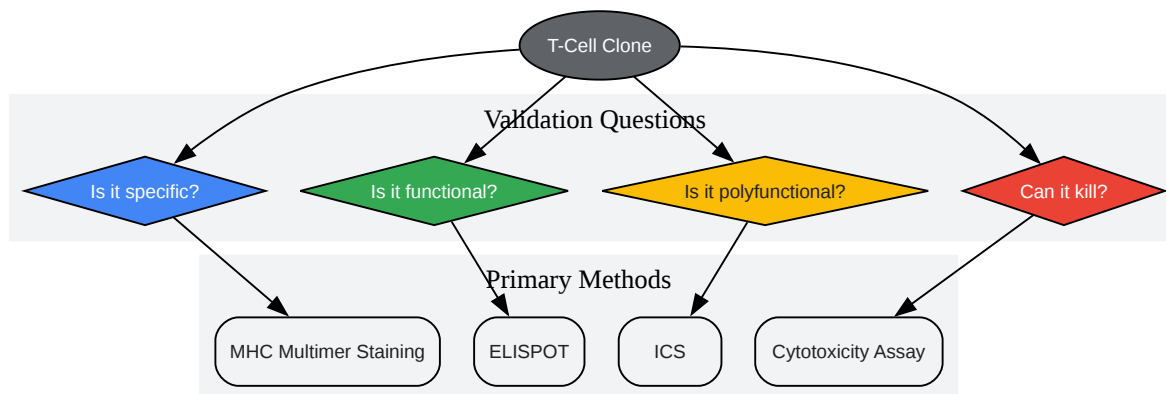 T-Cell Clone
Validation Questions
Is it specific?
Is it functional?
Is it polyfunctional?
Can it kill?
Primary Methods
MHC Multimer Staining
ELISPOT
ICS
Cytotoxicity Assay